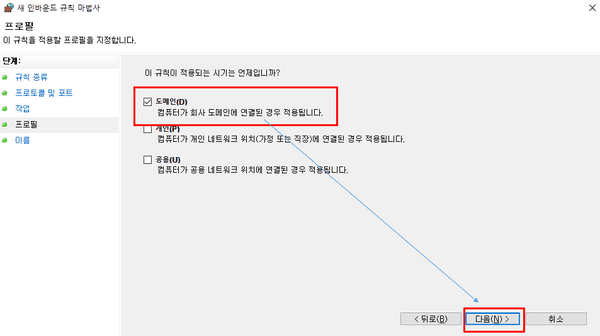 새 인바운드 규칙 마법사
프로필
이 규칙을 적용할 프로필을 지정합니다.
단계:
규칙 종류
프로토콜 및 포트
작업
프로필
이름
이 규칙이 적용되는 시기는 언제입니까?
도메인(D)
컴퓨터가 회사 도메인에 연결된 경우 적용됩니다.
개인(P)
컴퓨터가 개인 네트워크 위치(가정 또는 직장)에 연결된 경우 적용됩니다.
공용(U)
컴퓨터가 공용 네트워크 위치에 연결된 경우 적용됩니다.
< 뒤로(B)
다음(N) >
취소